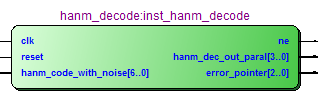 hanm_decode:inst_hanm_decode
clk ne
reset hanm_dec_out_paral[3..0]
hanm_code_with_noise[6..0] error_pointer[2..0]